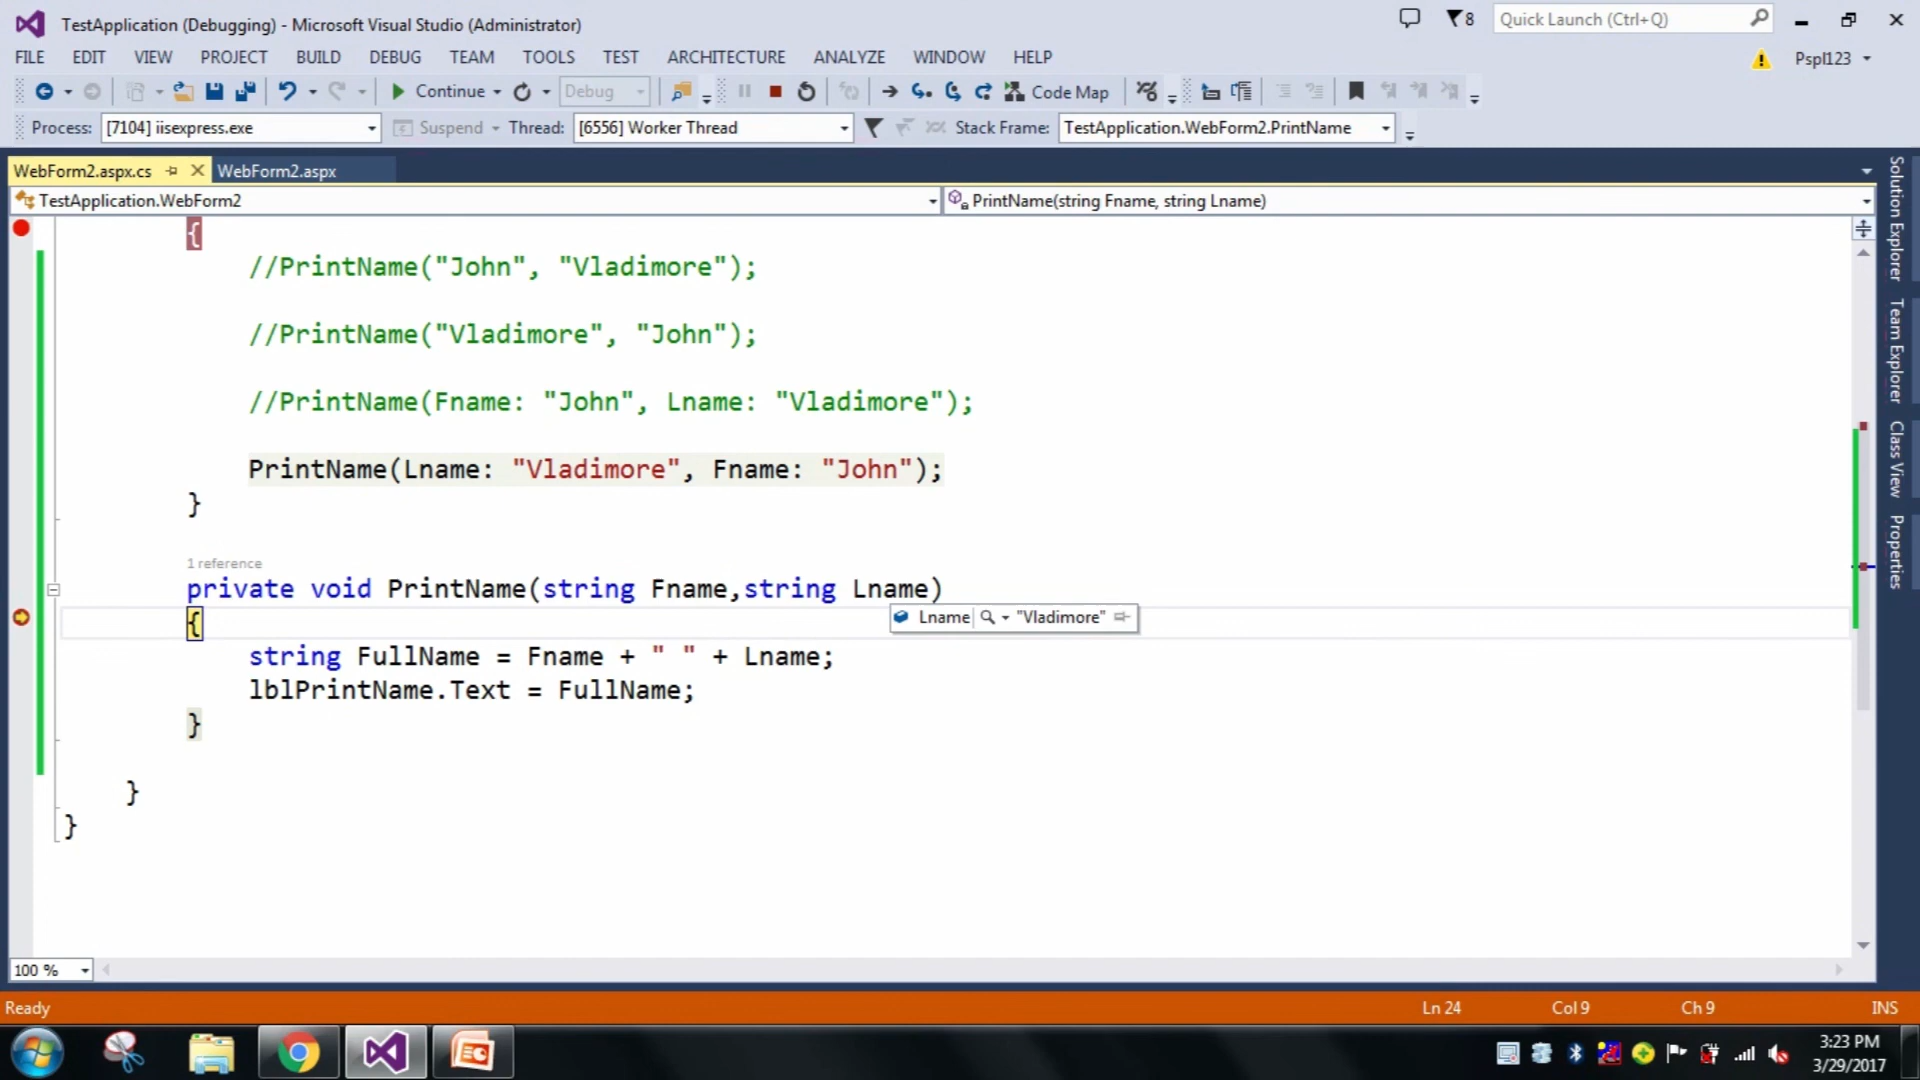 TestApplication (Debugging) - Microsoft Visual Studio (Administrator)
8
Quick Launch (Ctrl+Q)
FILE EDIT VIEW PROJECT BUILD DEBUG TEAM TOOLS TEST ARCHITECTURE ANALYZE WINDOW HELP
Pspl123
Continue Debug Code Map
Process: [7104] iisexpress.exe Suspend Thread: [6556] Worker Thread Stack Frame: TestApplication.WebForm2.PrintName
WebForm2.aspx.cs WebForm2.aspx
TestApplication.WebForm2 PrintName(string Fname, string Lname)
{
//PrintName("John", "Vladimore");
//PrintName("Vladimore", "John");
//PrintName(Fname: "John", Lname: "Vladimore");
PrintName(Lname: "Vladimore", Fname: "John");
}
1 reference
private void PrintName(string Fname,string Lname)
{
Lname "Vladimore"
string FullName = Fname + " " + Lname;
lblPrintName.Text = FullName;
}
}
}
Solution Explorer
Team Explorer
Class View
Properties
100 %
Ready Ln 24 Col 9 Ch 9 INS
3:23 PM
3/29/2017